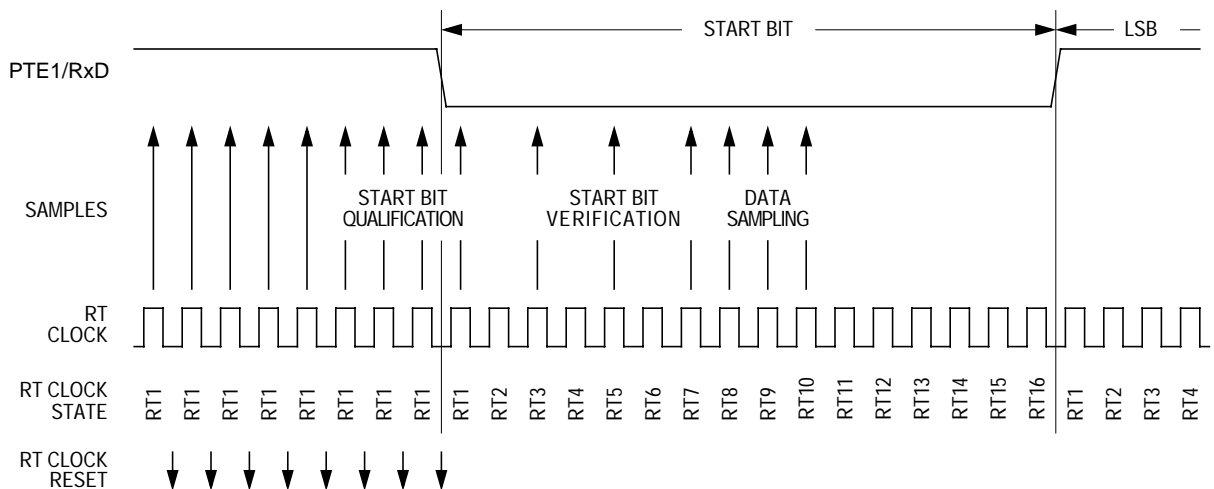 START BIT
LSB
PTE1/RxD
SAMPLES
START BIT
QUALIFICATION
START BIT
VERIFICATION
DATA
SAMPLING
RT
CLOCK
RT CLOCK
STATE
RT1 RT1 RT1 RT1 RT1 RT1 RT1 RT1 RT1 RT2 RT3 RT4 RT5 RT6 RT7 RT8 RT9 RT10 RT11 RT12 RT13 RT14 RT15 RT16 RT1 RT2 RT3 RT4
RT CLOCK
RESET